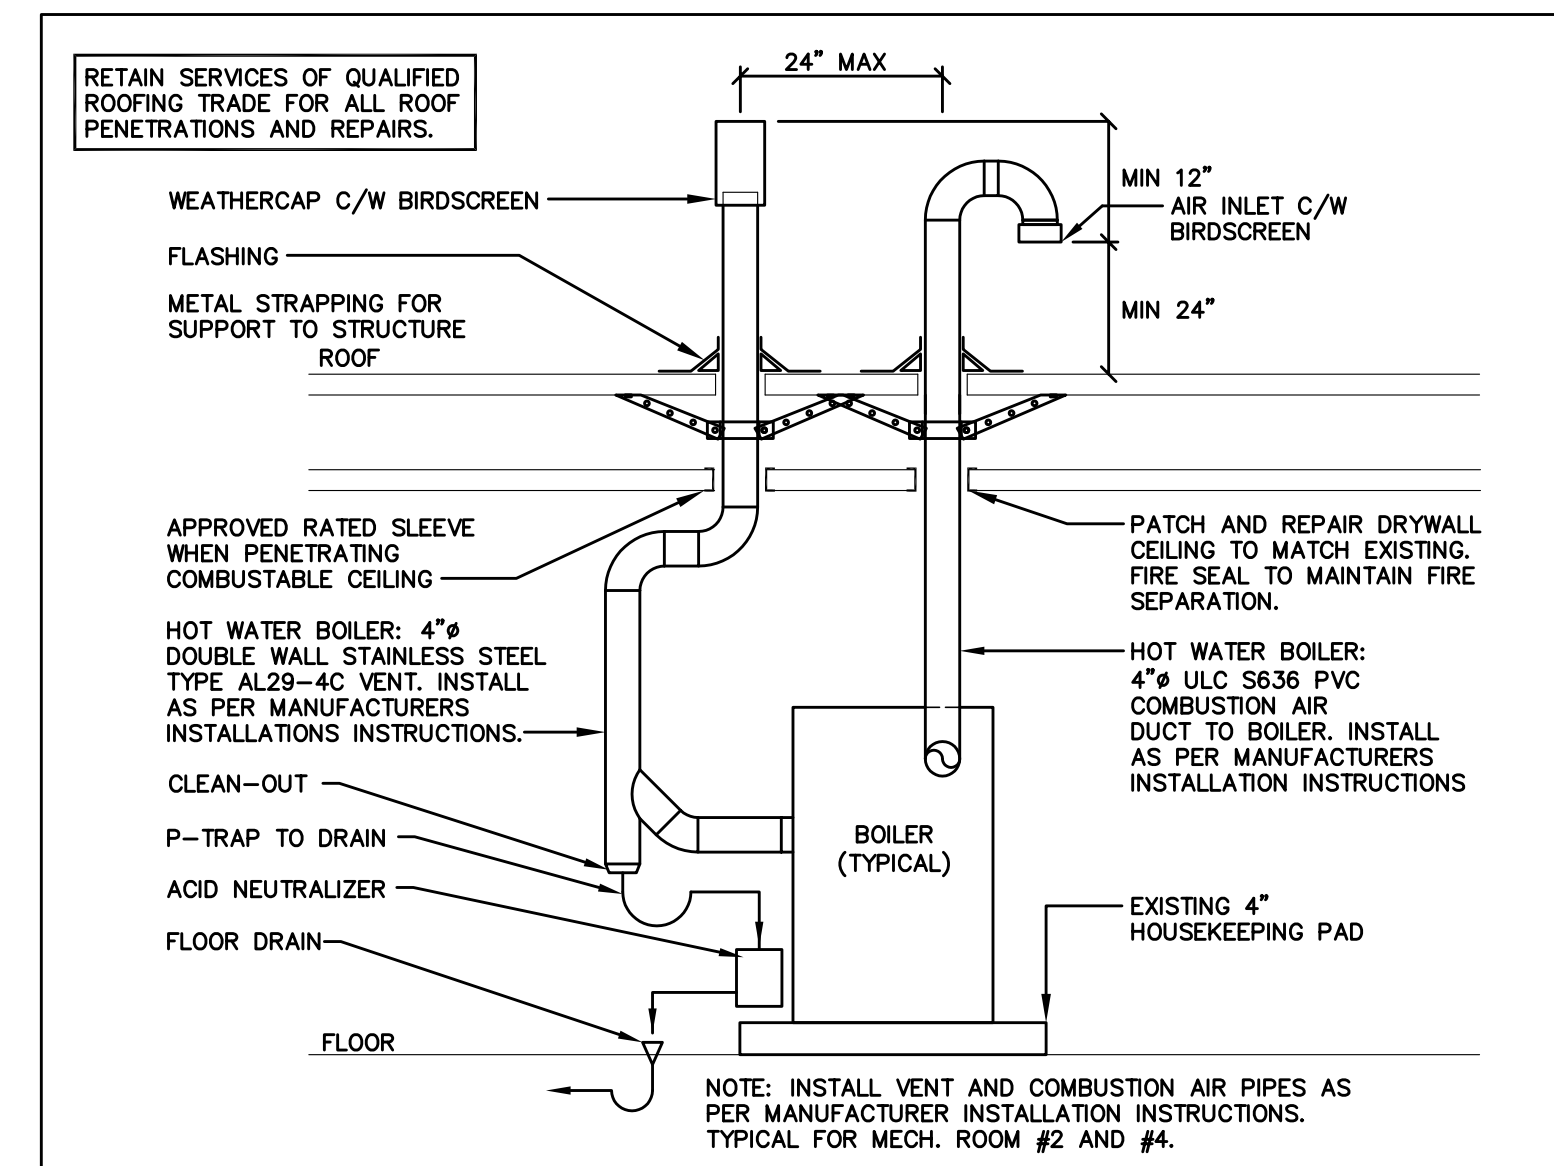 RETAIN SERVICES OF QUALIFIED
ROOFING TRADE FOR ALL ROOF
PENETRATIONS AND REPAIRS.
24" MAX
WEATHERCAP C/W BIRDSCREEN
MIN 12"
AIR INLET C/W
BIRDSCREEN
FLASHING
METAL STRAPPING FOR
SUPPORT TO STRUCTURE
MIN 24"
ROOF
APPROVED RATED SLEEVE
WHEN PENETRATING
COMBUSTABLE CEILING
PATCH AND REPAIR DRYWALL
CEILING TO MATCH EXISTING.
FIRE SEAL TO MAINTAIN FIRE
SEPARATION.
HOT WATER BOILER: 4"ø
DOUBLE WALL STAINLESS STEEL
TYPE AL29-4C VENT. INSTALL
AS PER MANUFACTURERS
INSTALLATIONS INSTRUCTIONS.
HOT WATER BOILER:
4"ø ULC S636 PVC
COMBUSTION AIR
DUCT TO BOILER. INSTALL
AS PER MANUFACTURERS
INSTALLATION INSTRUCTIONS
CLEAN-OUT
P-TRAP TO DRAIN
BOILER
(TYPICAL)
ACID NEUTRALIZER
EXISTING 4"
HOUSEKEEPING PAD
FLOOR DRAIN
FLOOR
NOTE: INSTALL VENT AND COMBUSTION AIR PIPES AS
PER MANUFACTURER INSTALLATION INSTRUCTIONS.
TYPICAL FOR MECH. ROOM #2 AND #4.